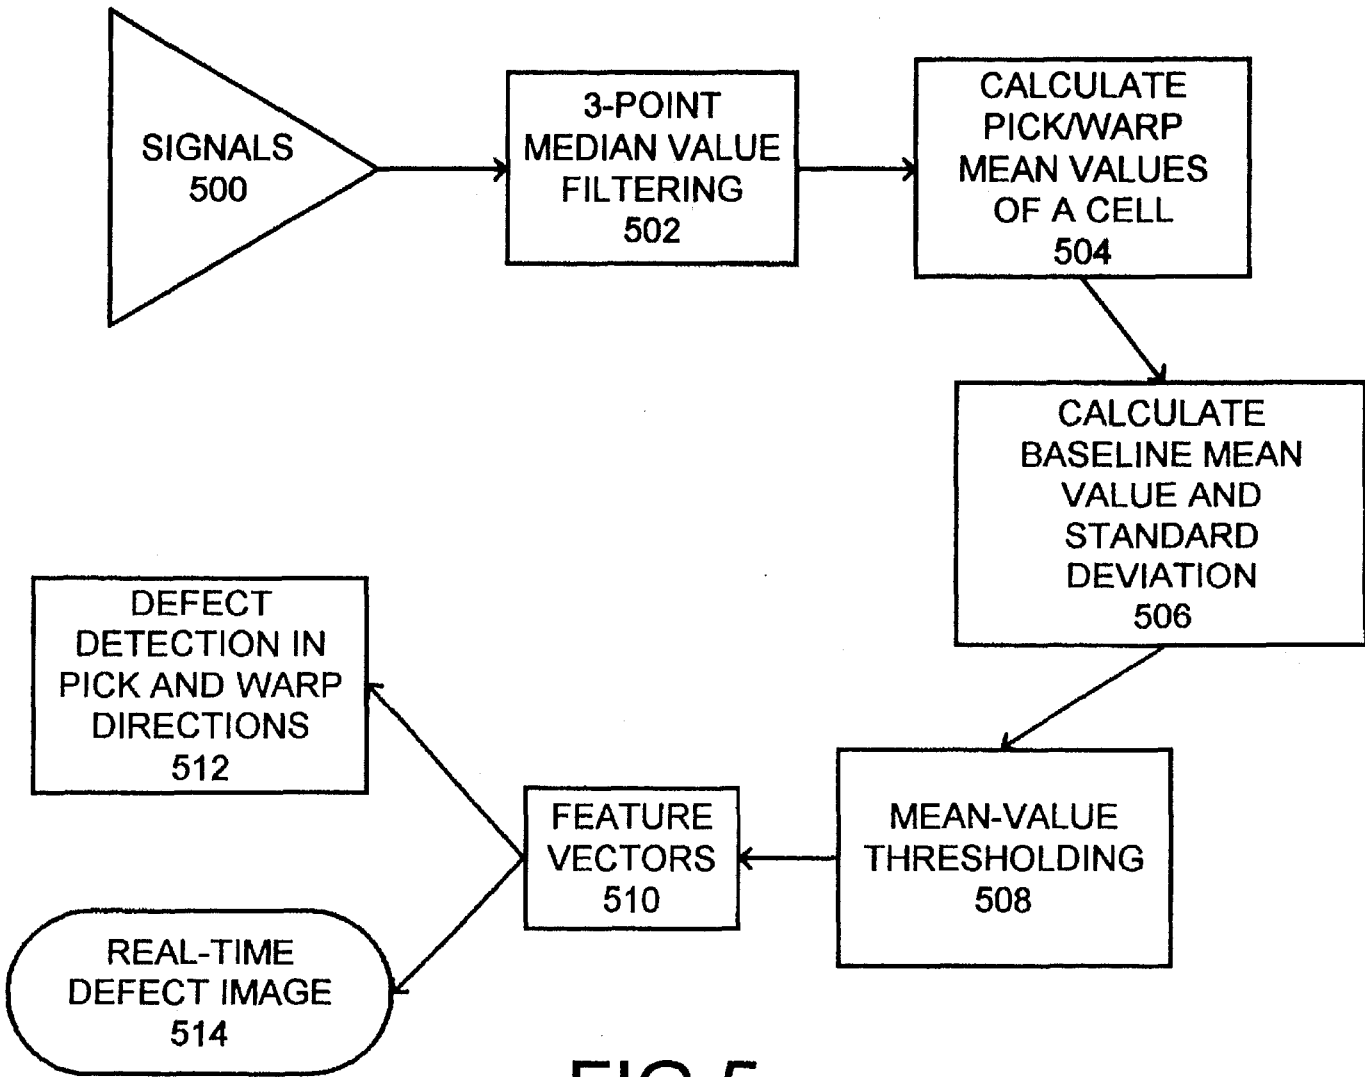 SIGNALS
500
3-POINT
MEDIAN VALUE
FILTERING
502
CALCULATE
PICK/WARP
MEAN VALUES
OF A CELL
504
CALCULATE
BASELINE MEAN
VALUE AND
STANDARD
DEVIATION
506
MEAN-VALUE
THRESHOLDING
508
FEATURE
VECTORS
510
DEFECT
DETECTION IN
PICK AND WARP
DIRECTIONS
512
REAL-TIME
DEFECT IMAGE
514
FIG 5